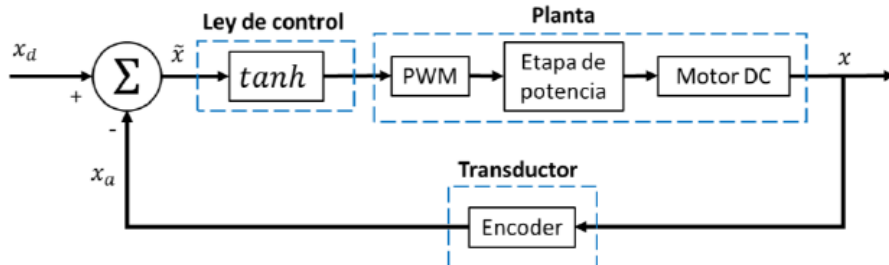 Ley de control
Planta
x_d
x̃
x
+
Σ
-
tanh
PWM
Etapa de
potencia
Motor DC
x_a
Transductor
Encoder